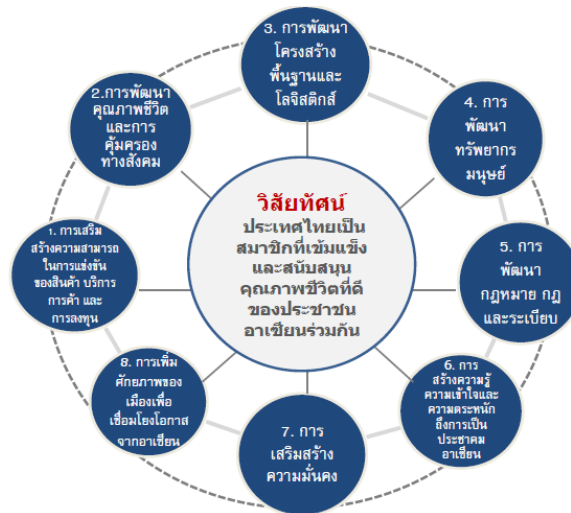 3. การพัฒนา
โครงสร้าง
พื้นฐานและ
โลจิสติกส์
2.การพัฒนา
คุณภาพชีวิต
และการ
คุ้มครอง
ทางสังคม
4. การ
พัฒนา
ทรัพยากร
มนุษย์
วิสัยทัศน์
ประเทศไทยเป็น
สมาชิกที่เข้มแข็ง
และสนับสนุน
คุณภาพชีวิตที่ดี
ของประชาชน
อาเซียนร่วมกัน
1. การเสริม
สร้างความสามารถ
ในการแข่งขัน
ของสินค้า บริการ
การค้า และ
การลงทุน
5. การ
พัฒนา
กฎหมาย กฎ
และระเบียบ
8. การเพิ่ม
ศักยภาพของ
เมืองเพื่อ
เชื่อมโยงโอกาส
จากอาเซียน
6. การ
สร้างความรู้
ความเข้าใจและ
ความตระหนัก
ถึงการเป็น
ประชาคม
อาเซียน
7. การ
เสริมสร้าง
ความมั่นคง